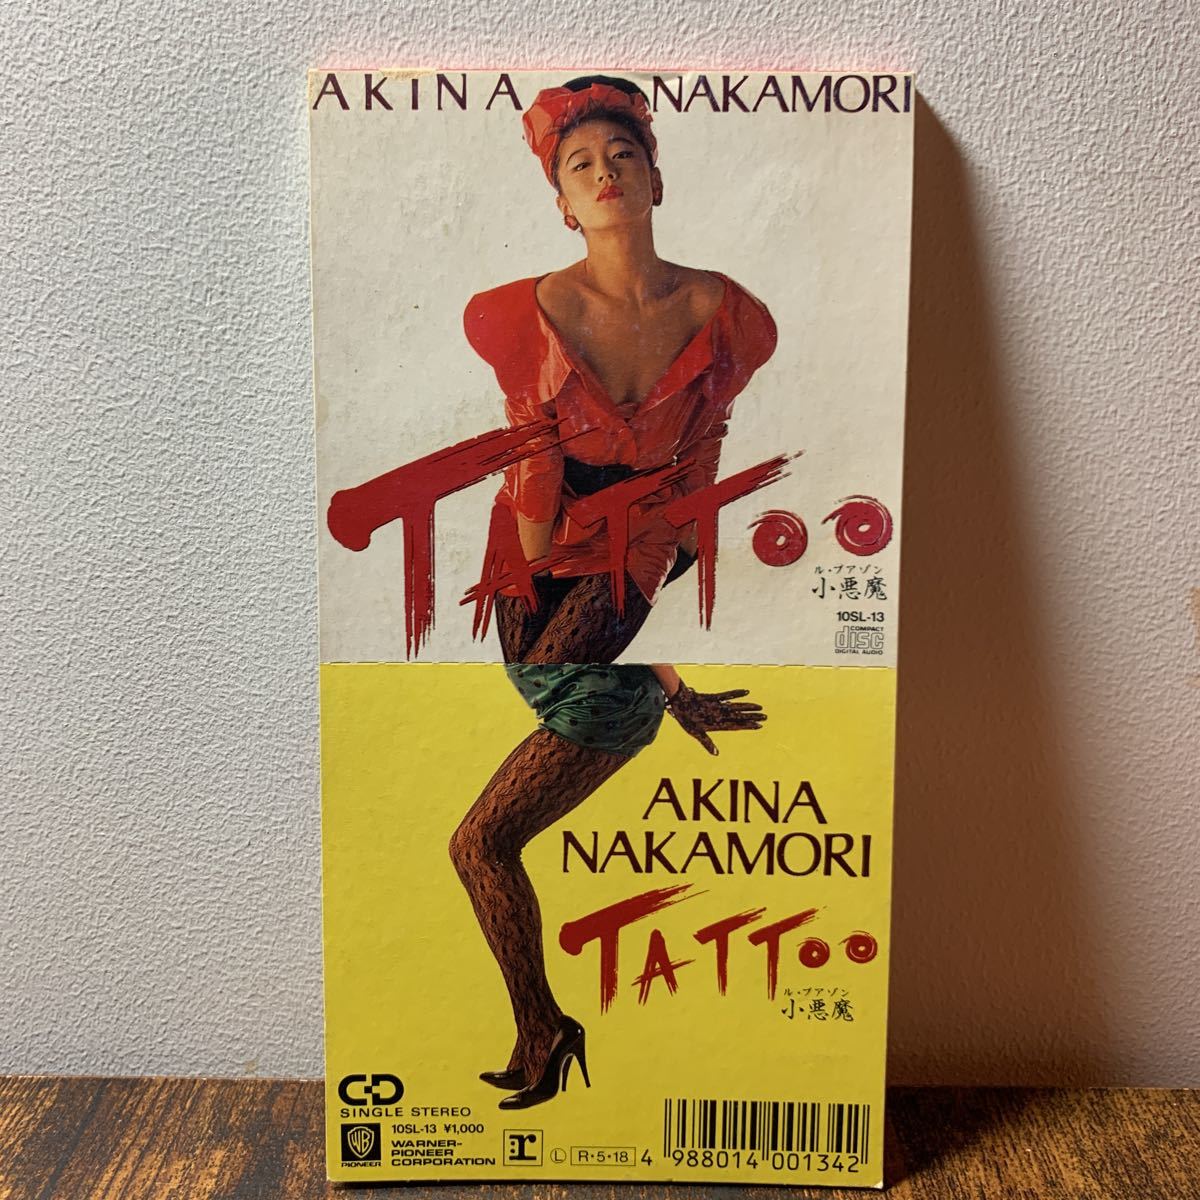 AKINA NAKAMORI
TATTOO
ル・プアゾン
小悪魔
10SL-13
COMPACT
disc
DIGITAL AUDIO
AKINA
NAKAMORI
TATTOO
ル・プアゾン
小悪魔
CD
SINGLE STEREO
10SL-13 ¥1,000
WB
PIONEER
WARNER-
PIONEER
CORPORATION
r
L R・5・18
4 988014 001342